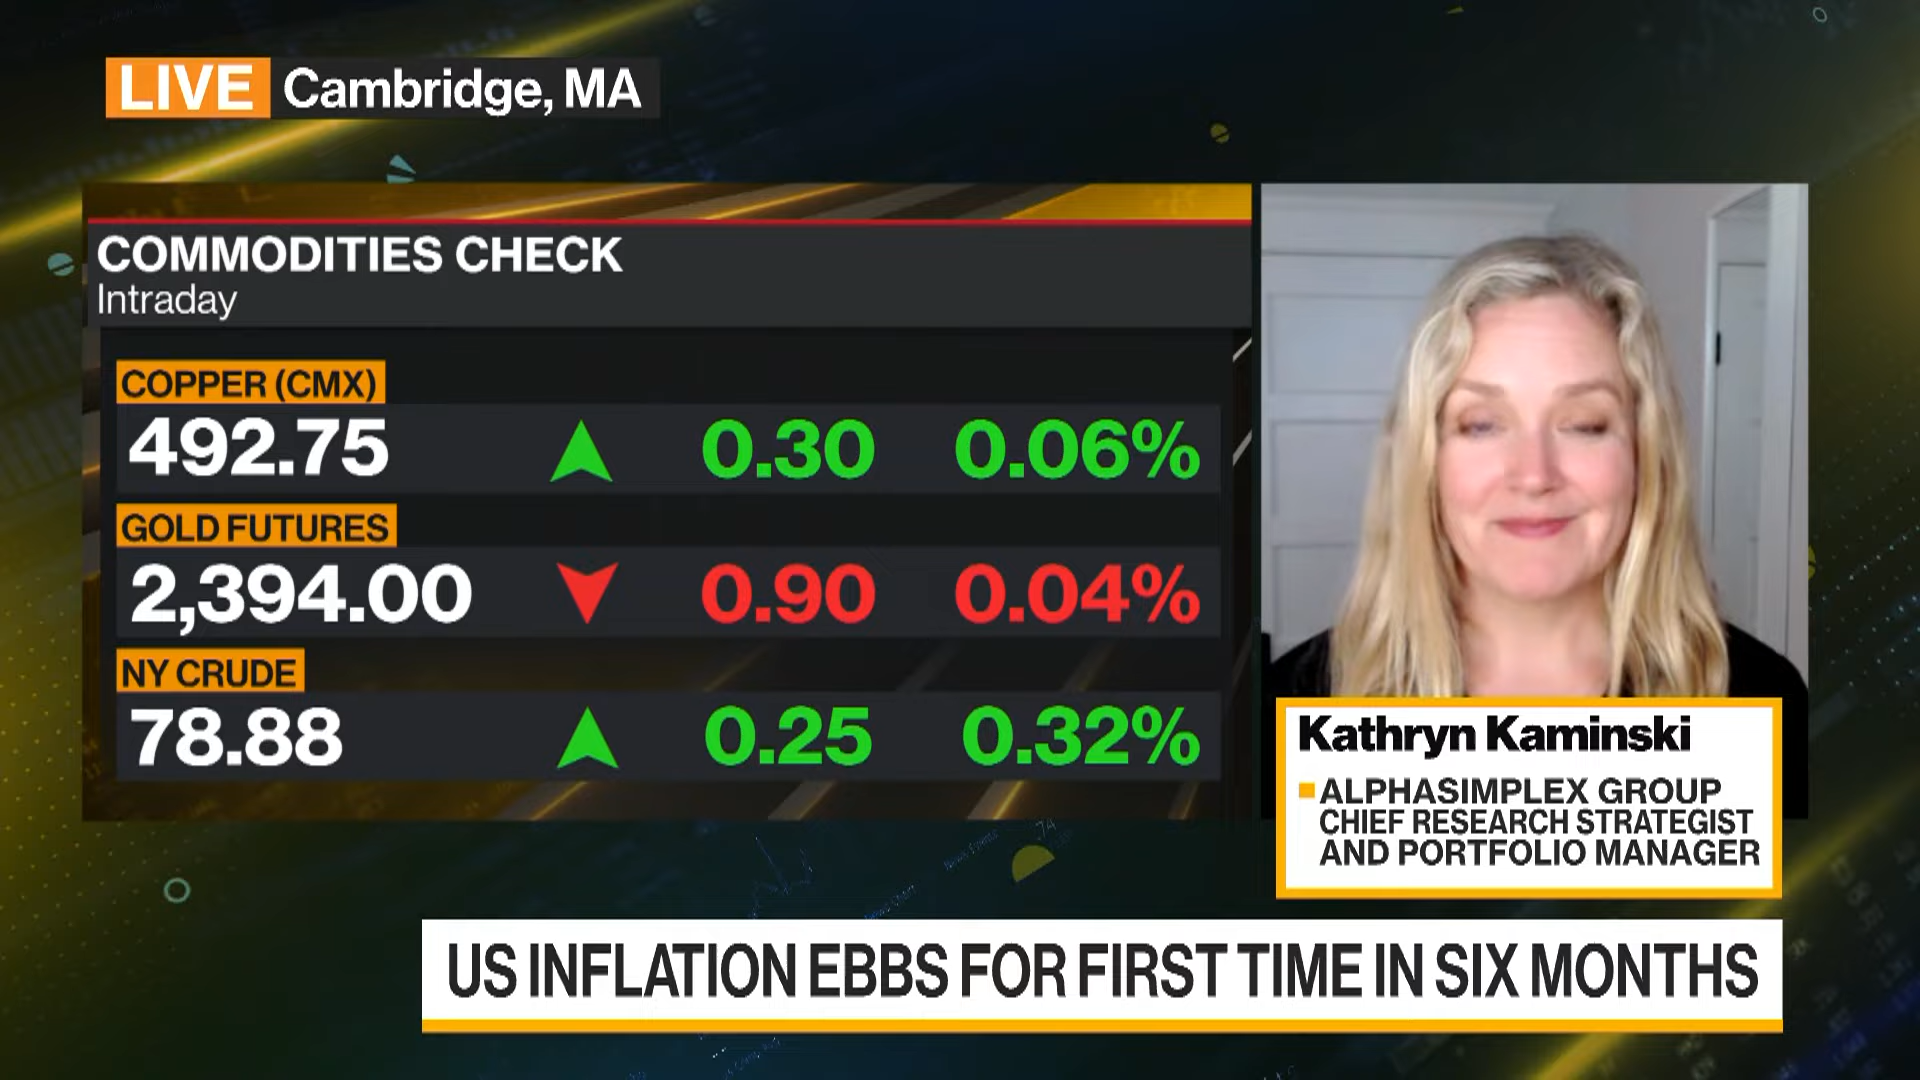 LIVE Cambridge, MA
COMMODITIES CHECK
Intraday
COPPER (CMX)
492.75 0.30 0.06%
GOLD FUTURES
2,394.00 0.90 0.04%
NY CRUDE
78.88 0.25 0.32%
Kathryn Kaminski
ALPHASIMPLEX GROUP
CHIEF RESEARCH STRATEGIST
AND PORTFOLIO MANAGER
US INFLATION EBBS FOR FIRST TIME IN SIX MONTHS